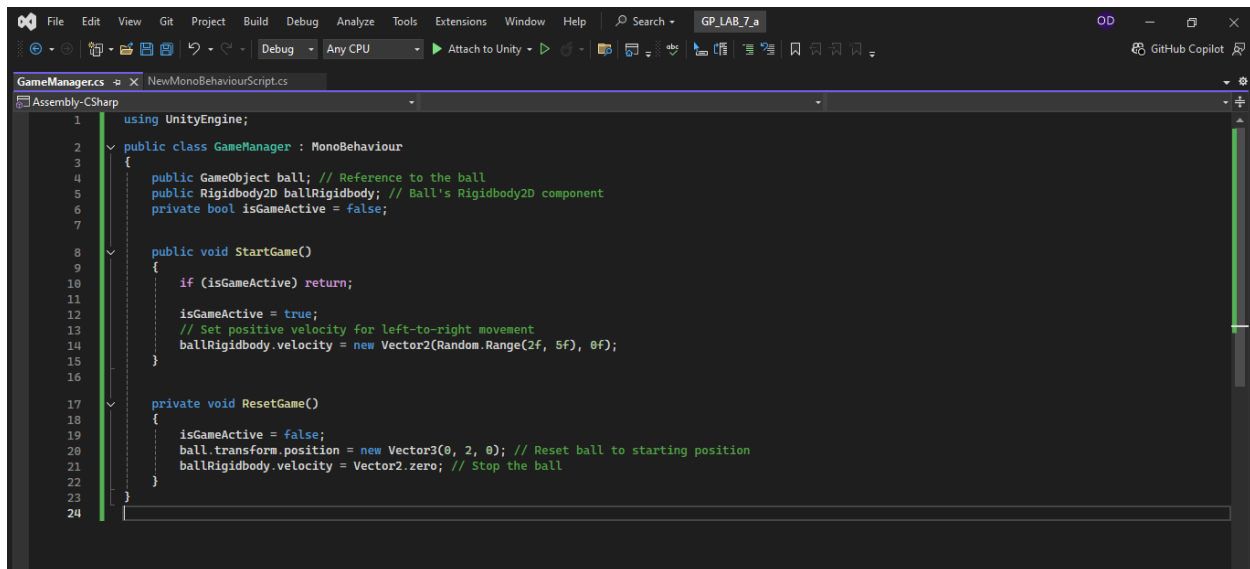 File Edit View Git Project Build Debug Analyze Tools Extensions Window Help Search GP_LAB_7_a OD
Debug Any CPU Attach to Unity GitHub Copilot
GameManager.cs NewMonoBehaviourScript.cs
Assembly-CSharp
1 using UnityEngine;
2 public class GameManager : MonoBehaviour
3 {
4 public GameObject ball; // Reference to the ball
5 public Rigidbody2D ballRigidbody; // Ball's Rigidbody2D component
6 private bool isGameActive = false;
7
8 public void StartGame()
9 {
10 if (isGameActive) return;
11
12 isGameActive = true;
13 // Set positive velocity for left-to-right movement
14 ballRigidbody.velocity = new Vector2(Random.Range(2f, 5f), 0f);
15 }
16
17 private void ResetGame()
18 {
19 isGameActive = false;
20 ball.transform.position = new Vector3(0, 2, 0); // Reset ball to starting position
21 ballRigidbody.velocity = Vector2.zero; // Stop the ball
22 }
23 }
24